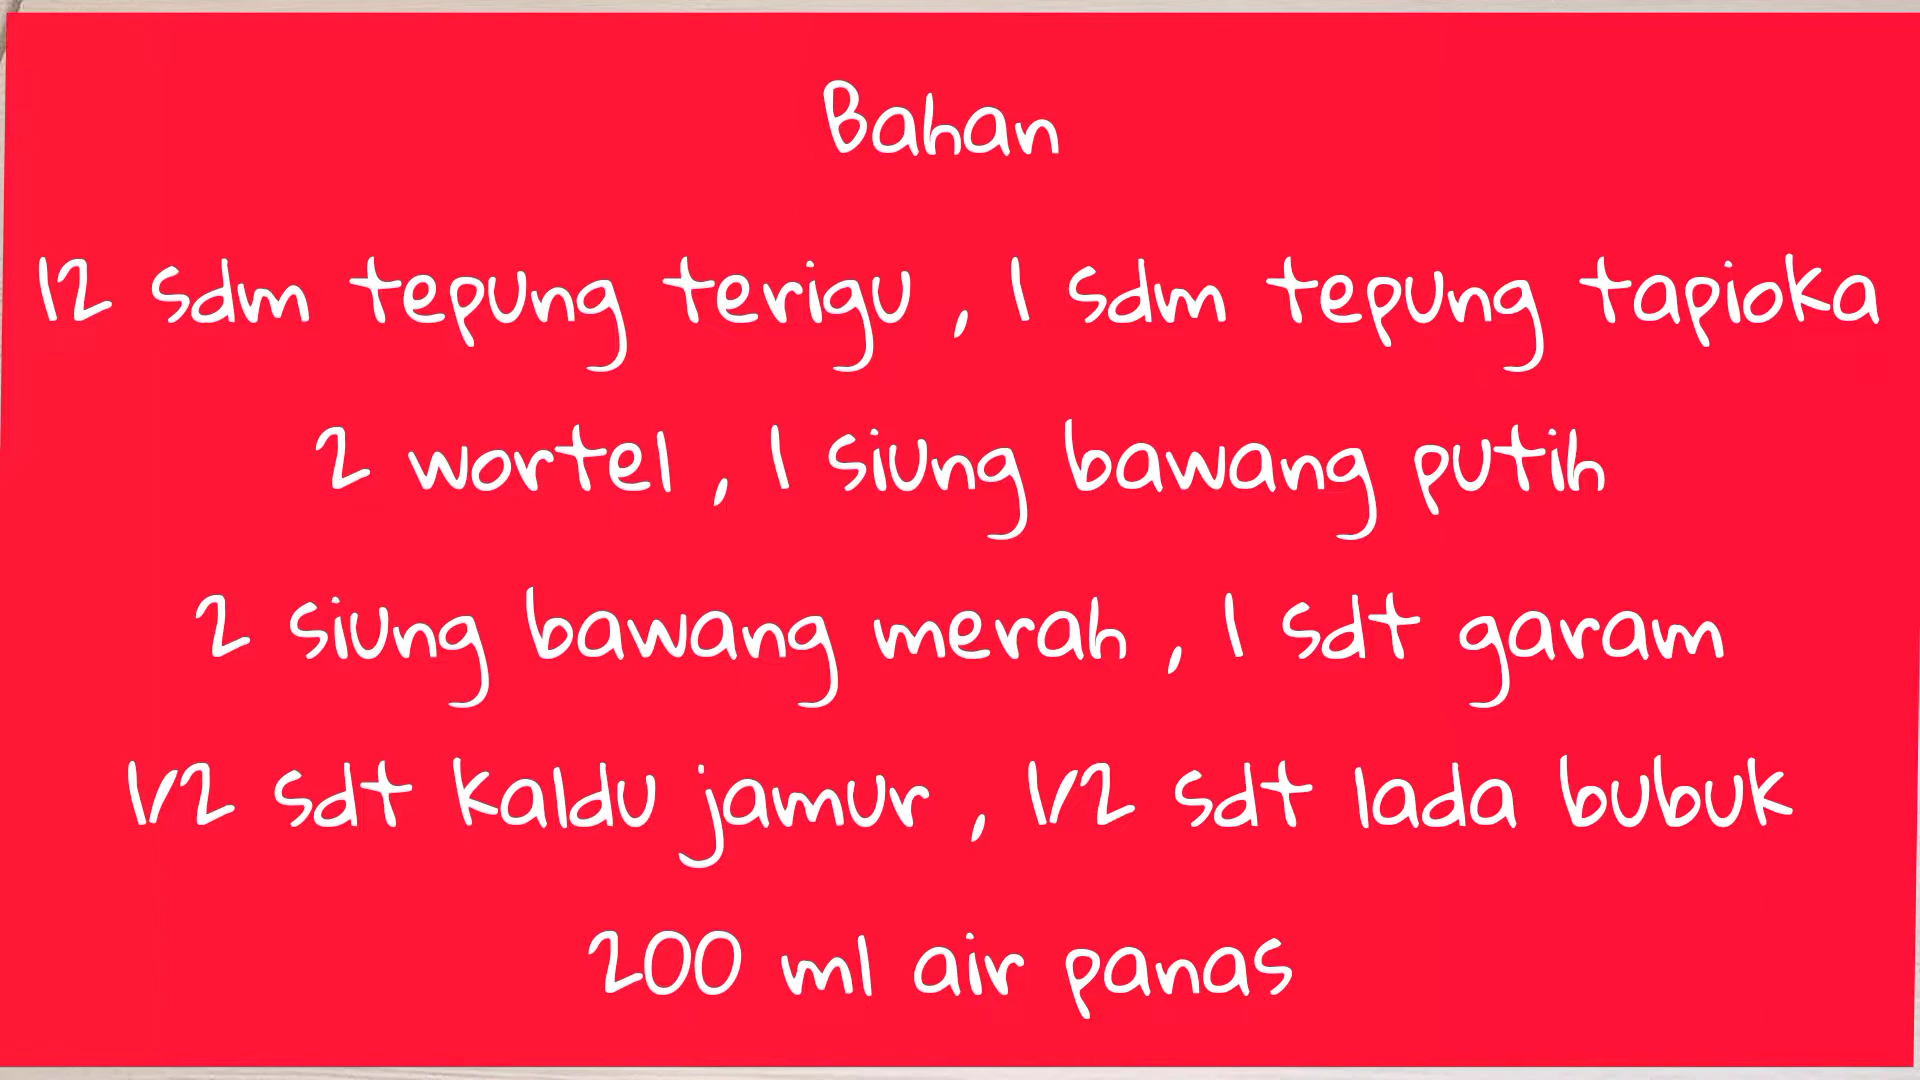 Bahan
12 sdm tepung terigu , 1 sdm tepung tapioka
2 wortel , 1 siung bawang putih
2 siung bawang merah , 1 sdt garam
1/2 sdt kaldu jamur , 1/2 sdt lada bubuk
200 ml air panas